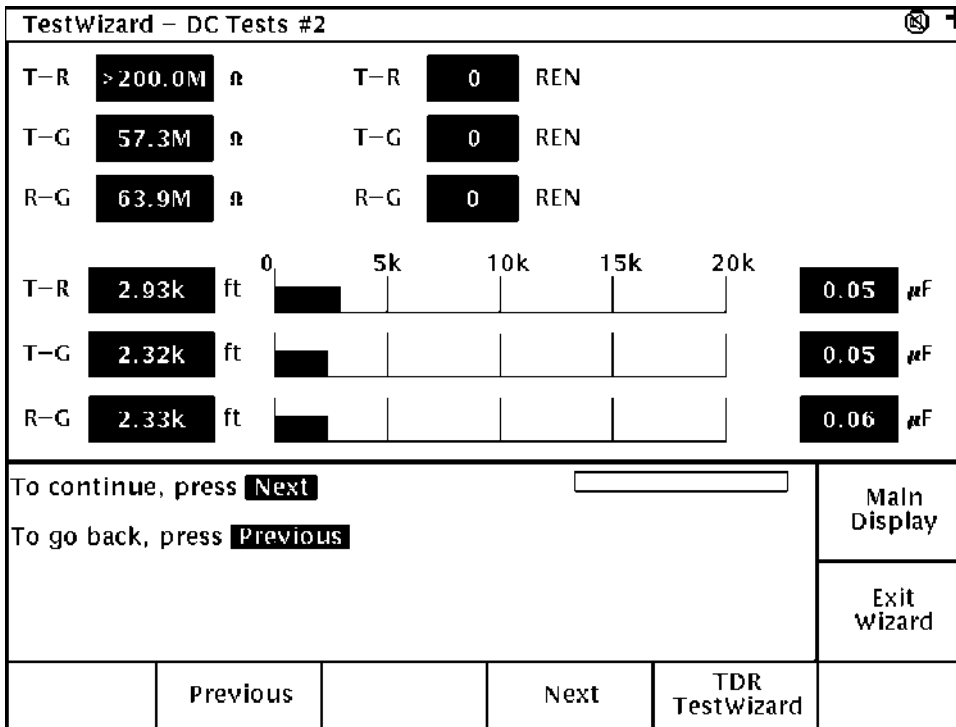 TestWizard – DC Tests #2
T–R >200.0M Ω T–R 0 REN
T–G 57.3M Ω T–G 0 REN
R–G 63.9M Ω R–G 0 REN
0 5k 10k 15k 20k
T–R 2.93k ft 0.05 µF
T–G 2.32k ft 0.05 µF
R–G 2.33k ft 0.06 µF
To continue, press Next
To go back, press Previous
Main
Display
Exit
Wizard
Previous Next TDR
TestWizard